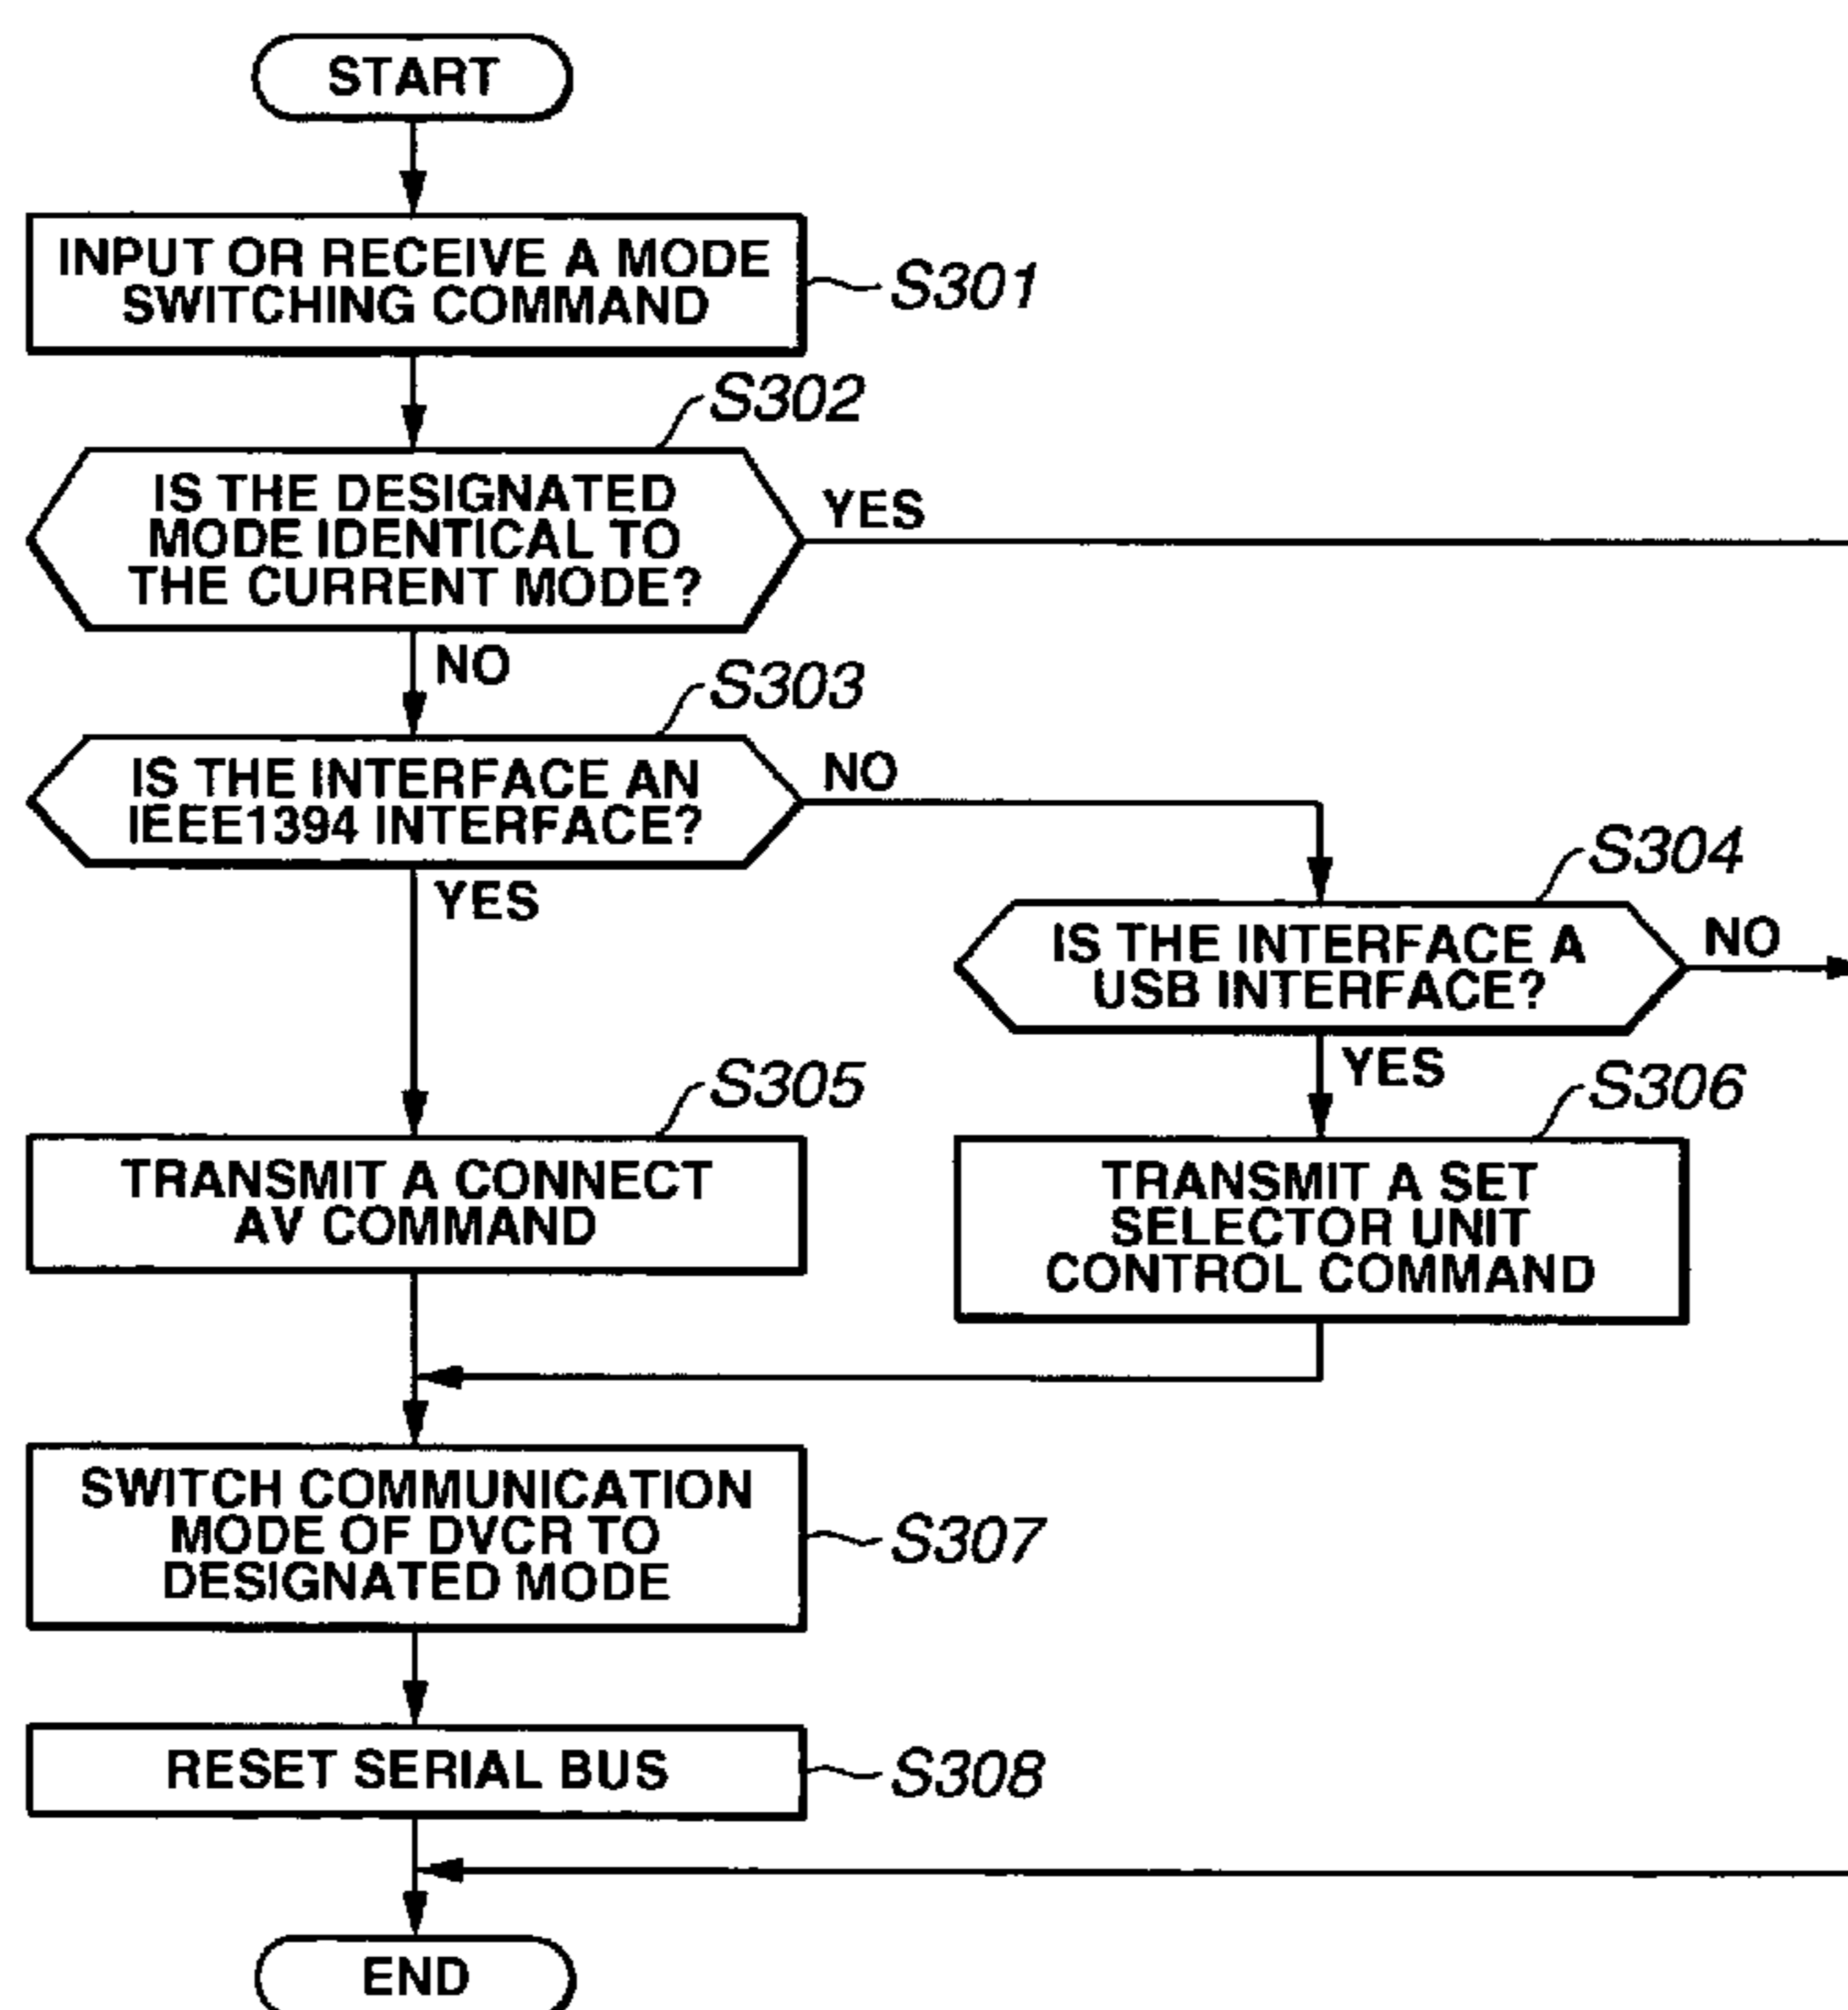 START
INPUT OR RECEIVE A MODE
SWITCHING COMMAND
S301
S302
IS THE DESIGNATED
MODE IDENTICAL TO
THE CURRENT MODE?
YES
NO
S303
IS THE INTERFACE AN
IEEE1394 INTERFACE?
NO
YES
S304
IS THE INTERFACE A
USB INTERFACE?
NO
YES
S305
TRANSMIT A CONNECT
AV COMMAND
S306
TRANSMIT A SET
SELECTOR UNIT
CONTROL COMMAND
SWITCH COMMUNICATION
MODE OF DVCR TO
DESIGNATED MODE
S307
RESET SERIAL BUS
S308
END